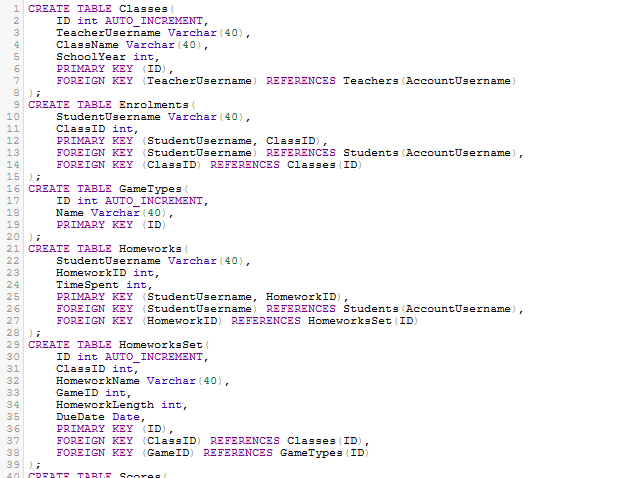 1 CREATE TABLE Classes(
2 ID int AUTO_INCREMENT,
3 TeacherUsername Varchar(40),
4 ClassName Varchar(40),
5 SchoolYear int,
6 PRIMARY KEY (ID),
7 FOREIGN KEY (TeacherUsername) REFERENCES Teachers(AccountUsername)
8 );
9 CREATE TABLE Enrolments(
10 StudentUsername Varchar(40),
11 ClassID int,
12 PRIMARY KEY (StudentUsername, ClassID),
13 FOREIGN KEY (StudentUsername) REFERENCES Students(AccountUsername),
14 FOREIGN KEY (ClassID) REFERENCES Classes(ID)
15 );
16 CREATE TABLE GameTypes(
17 ID int AUTO_INCREMENT,
18 Name Varchar(40),
19 PRIMARY KEY (ID)
20 );
21 CREATE TABLE Homeworks(
22 StudentUsername Varchar(40),
23 HomeworkID int,
24 TimeSpent int,
25 PRIMARY KEY (StudentUsername, HomeworkID),
26 FOREIGN KEY (StudentUsername) REFERENCES Students(AccountUsername),
27 FOREIGN KEY (HomeworkID) REFERENCES HomeworksSet(ID)
28 );
29 CREATE TABLE HomeworksSet(
30 ID int AUTO_INCREMENT,
31 ClassID int,
32 HomeworkName Varchar(40),
33 GameID int,
34 HomeworkLength int,
35 DueDate Date,
36 PRIMARY KEY (ID),
37 FOREIGN KEY (ClassID) REFERENCES Classes(ID),
38 FOREIGN KEY (GameID) REFERENCES GameTypes(ID)
39 );
40 CREATE TABLE Scores(